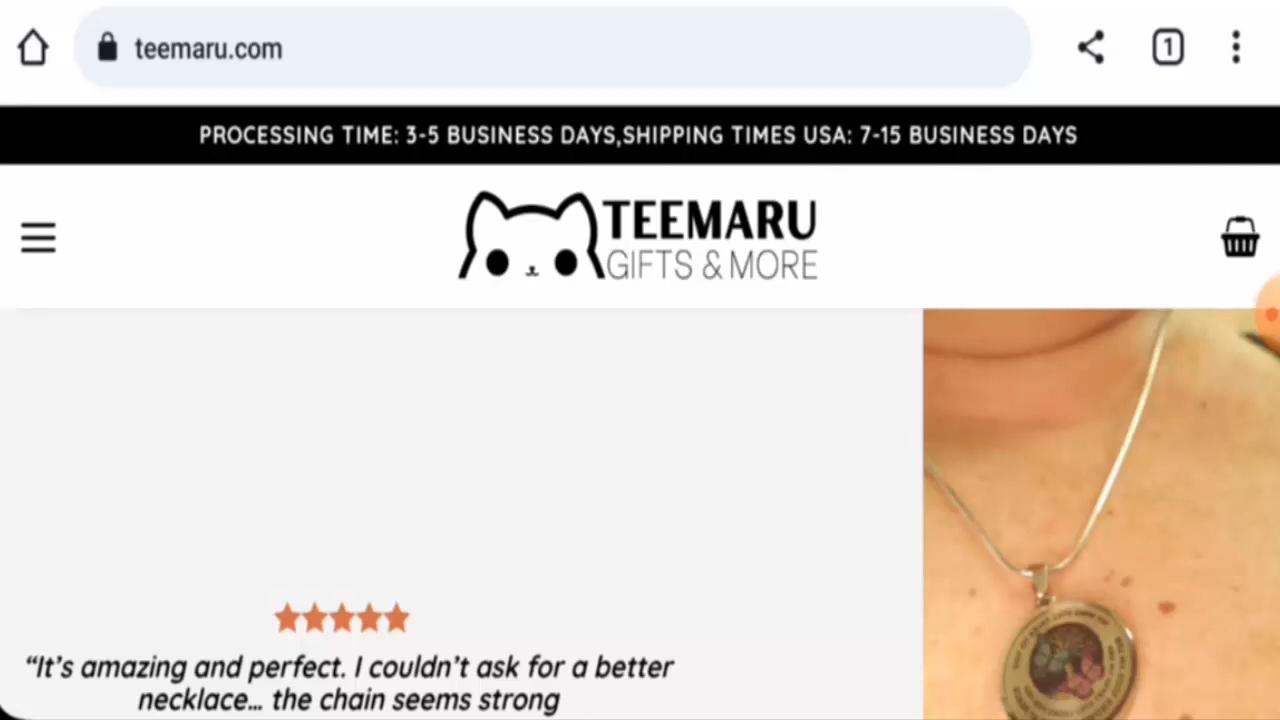 teemaru.com
1
PROCESSING TIME: 3-5 BUSINESS DAYS,SHIPPING TIMES USA: 7-15 BUSINESS DAYS
TEEMARU
GIFTS & MORE
“It’s amazing and perfect. I couldn’t ask for a better
necklace... the chain seems strong